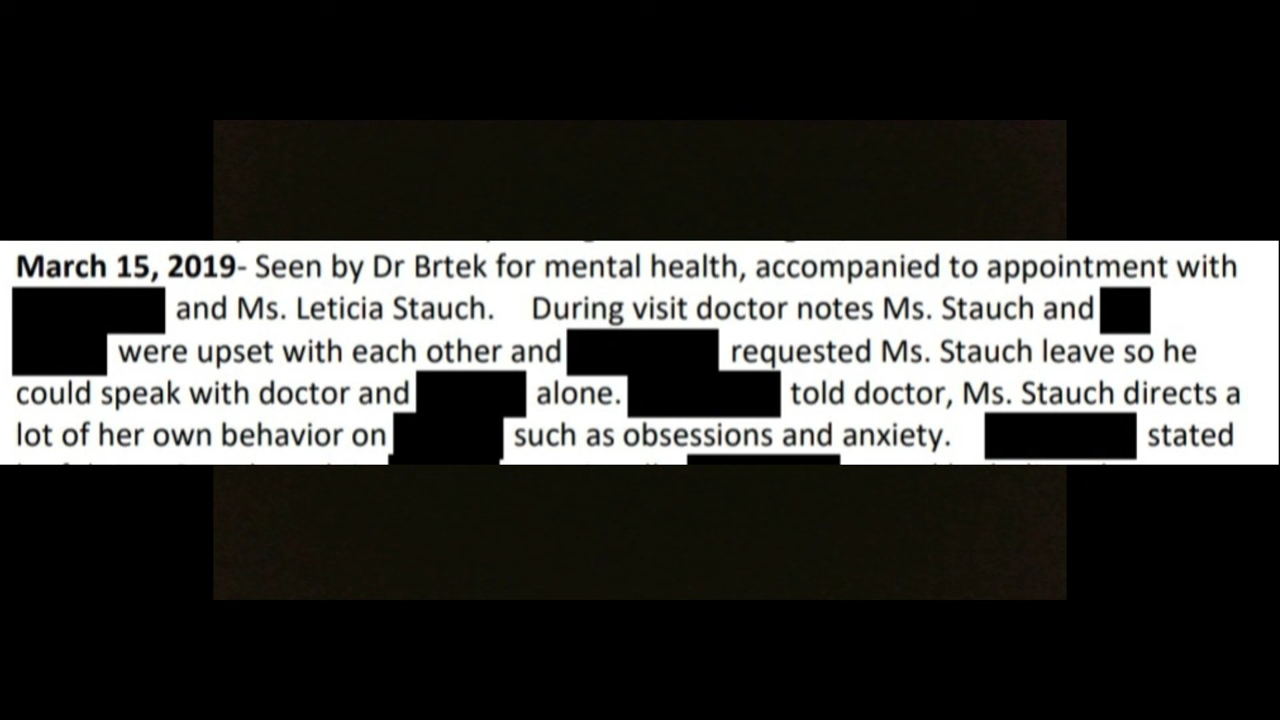 March 15, 2019- Seen by Dr Brtek for mental health, accompanied to appointment with
and Ms. Leticia Stauch. During visit doctor notes Ms. Stauch and
were upset with each other and requested Ms. Stauch leave so he
could speak with doctor and alone. told doctor, Ms. Stauch directs a
lot of her own behavior on such as obsessions and anxiety. stated